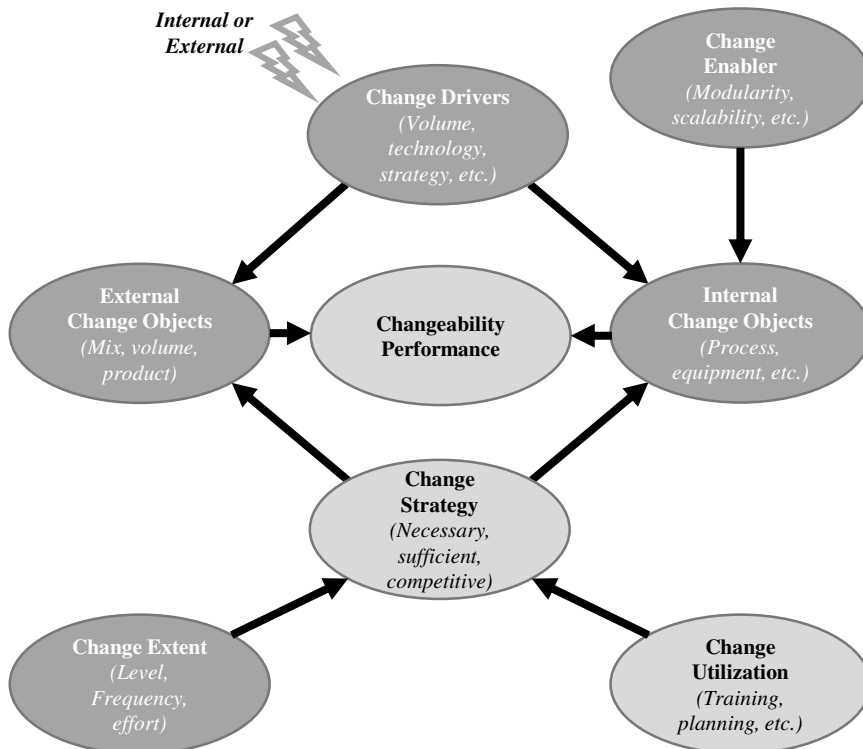 Internal or
External
Change Drivers
(Volume,
technology,
strategy, etc.)
Change
Enabler
(Modularity,
scalability, etc.)
External
Change Objects
(Mix, volume,
product)
Changeability
Performance
Internal
Change Objects
(Process,
equipment, etc.)
Change
Strategy
(Necessary,
sufficient,
competitive)
Change Extent
(Level,
Frequency,
effort)
Change
Utilization
(Training,
planning, etc.)